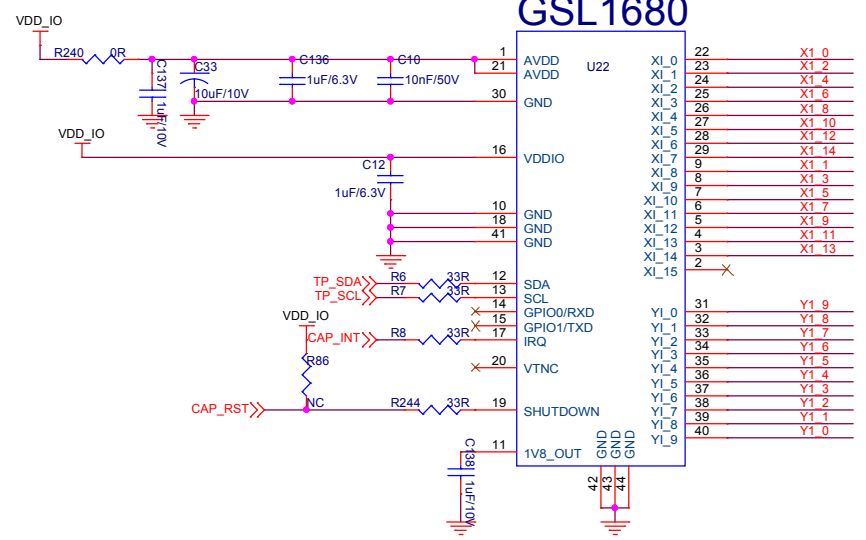 GSL1680
VDD_IO
R240 0R
C137 1uF/10V
C33
10uF/10V
C136
1uF/6.3V
C10
10nF/50V
1 AVDD
21 AVDD
30 GND
U22
VDD_IO
16 VDDIO
C12
1uF/6.3V
10 GND
18 GND
41 GND
TP_SDA R6 33R 12 SDA
TP_SCL R7 33R 13 SCL
14 GPIO0/RXD
15 GPIO1/TXD
VDD_IO
CAP_INT R8 33R 17 IRQ
R86
NC
20 VTNC
CAP_RST R244 33R 19 SHUTDOWN
11 1V8_OUT
C138 1uF/10V
GND GND GND
42 43 44
XI_0 22 X1_0
XI_1 23 X1_2
XI_2 24 X1_4
XI_3 25 X1_6
XI_4 26 X1_8
XI_5 27 X1_10
XI_6 28 X1_12
XI_7 29 X1_14
XI_8 9 X1_1
XI_9 8 X1_3
XI_10 7 X1_5
XI_11 6 X1_7
XI_12 5 X1_9
XI_13 4 X1_11
XI_14 3 X1_13
XI_15 2
YI_0 31 Y1_9
YI_1 32 Y1_8
YI_2 33 Y1_7
YI_3 34 Y1_6
YI_4 35 Y1_5
YI_5 36 Y1_4
YI_6 37 Y1_3
YI_7 38 Y1_2
YI_8 39 Y1_1
YI_9 40 Y1_0